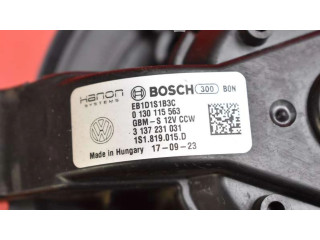 Hanon
SYSTEMS
BOSCH 300 BON
EB1D1S1B3C
0 130 115 563
GBM-S 12V CCW
3 137 231 031
1S1.819.015.D
Made in Hungary 17-09-23